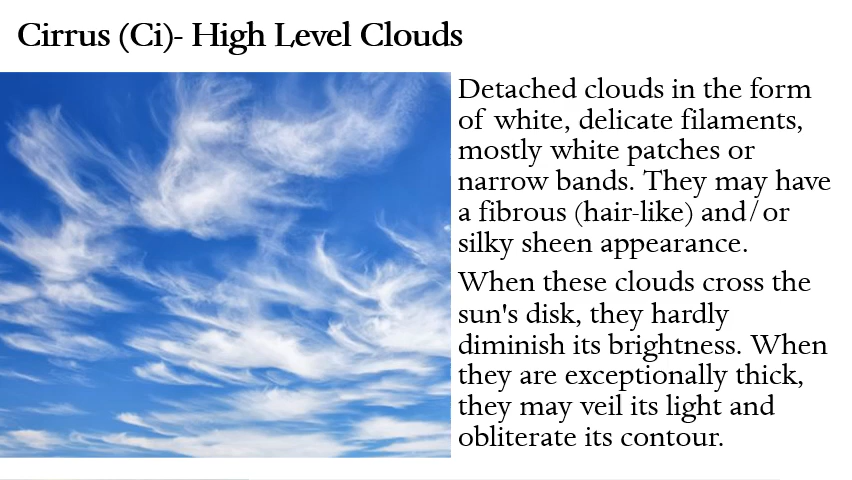 Cirrus (Ci)- High Level Clouds
Detached clouds in the form
of white, delicate filaments,
mostly white patches or
narrow bands. They may have
a fibrous (hair-like) and/or
silky sheen appearance.
When these clouds cross the
sun's disk, they hardly
diminish its brightness. When
they are exceptionally thick,
they may veil its light and
obliterate its contour.